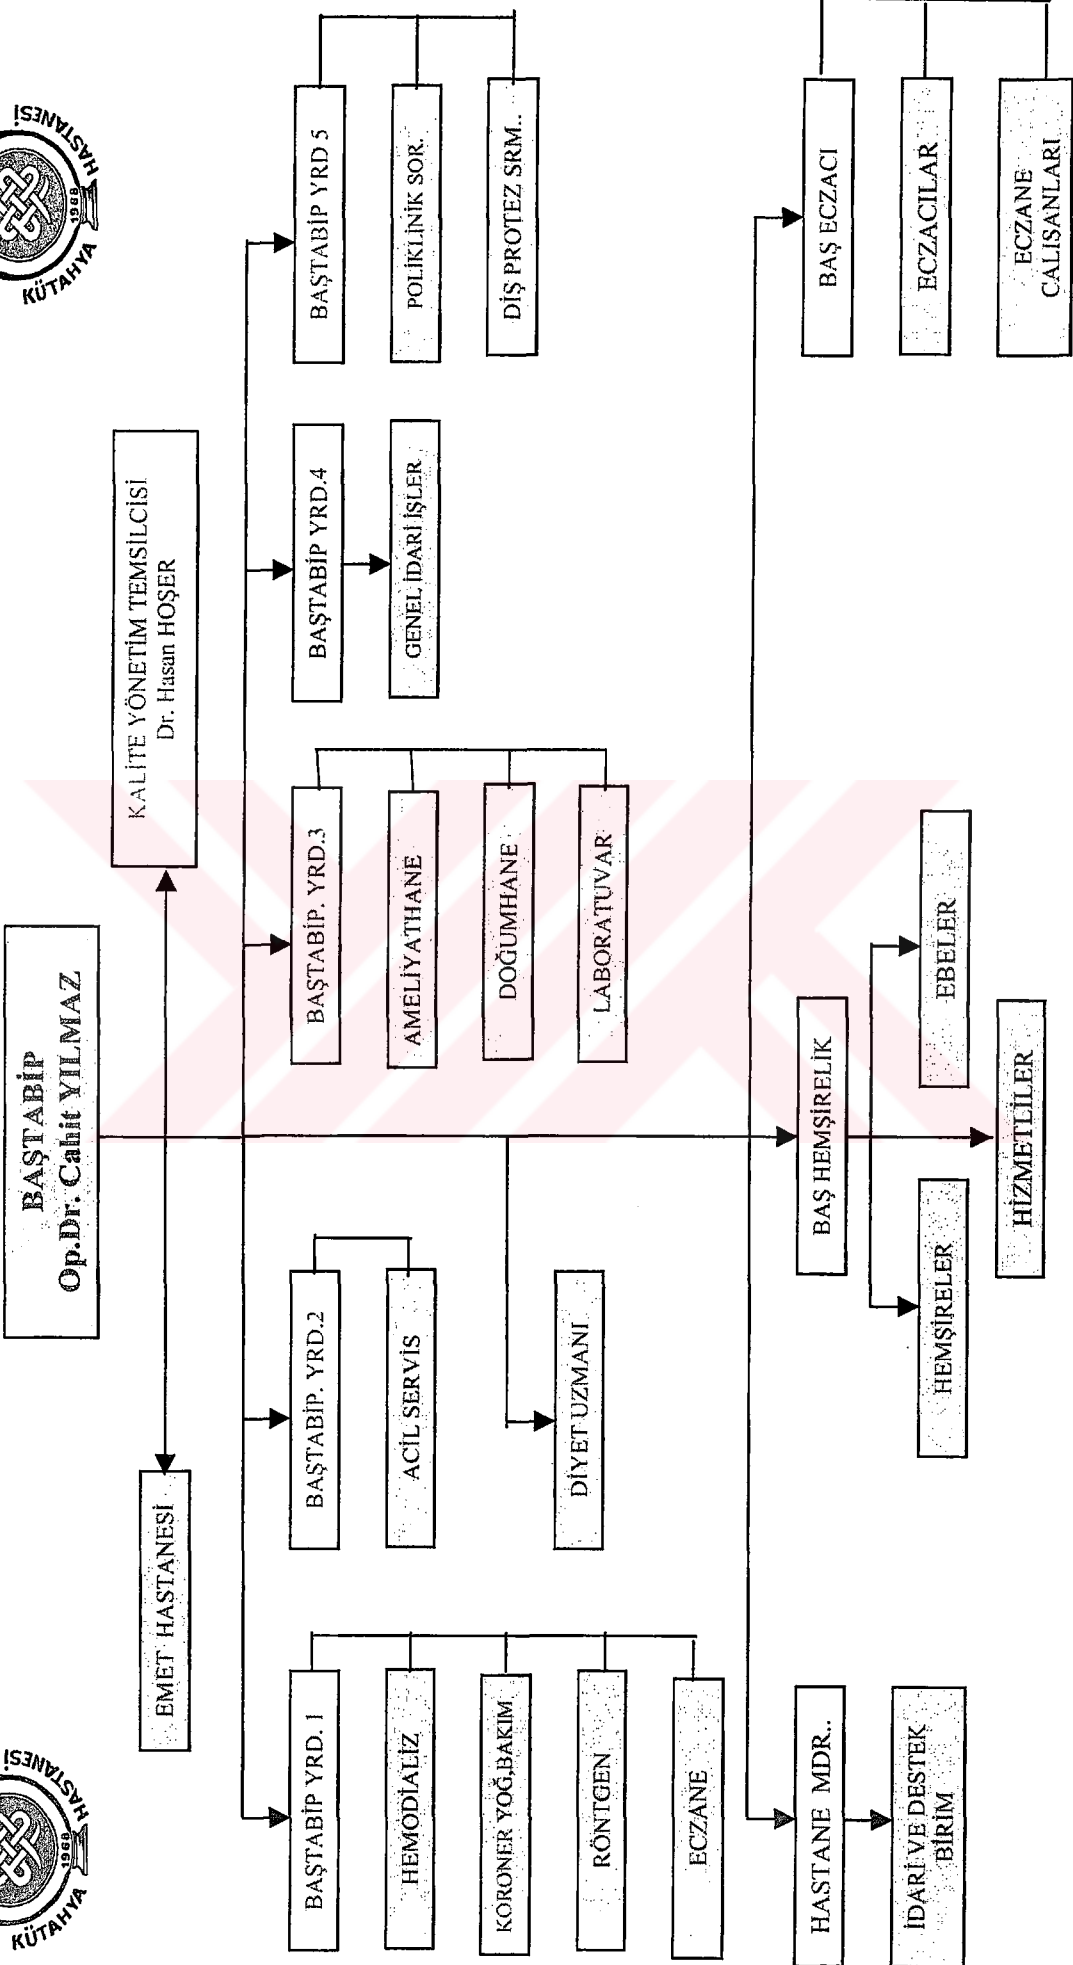 KÜTAHYA HASTANESİ
1968
KÜTAHYA HASTANESİ
1968
BAŞTABİP
Op.Dr. Cahit YILMAZ
EMET HASTANESİ
KALİTE YÖNETİM TEMSİLCİSİ
Dr. Hasan HOŞER
BAŞTABİP YRD. 1
HEMODİALİZ
KORONER YOĞ,BAKIM
RÖNTGEN
ECZANE
BAŞTABİP. YRD.2
ACİL SERVİS
BAŞTABİP. YRD.3
AMELİYATHANE
DOĞUMHANE
LABORATUVAR
BAŞTABİP YRD.4
GENEL İDARİ İŞLER
BAŞTABİP YRD 5
POLİKLİNİK SOR.
DİŞ PROTEZ SRM..
DİYET UZMANI
HASTANE MDR..
İDARİ VE DESTEK
BİRİM
BAŞ HEMŞİRELİK
HEMŞİRELER
EBELER
HİZMETLİLER
BAŞ ECZACI
ECZACILAR
ECZANE
CALISANLARI